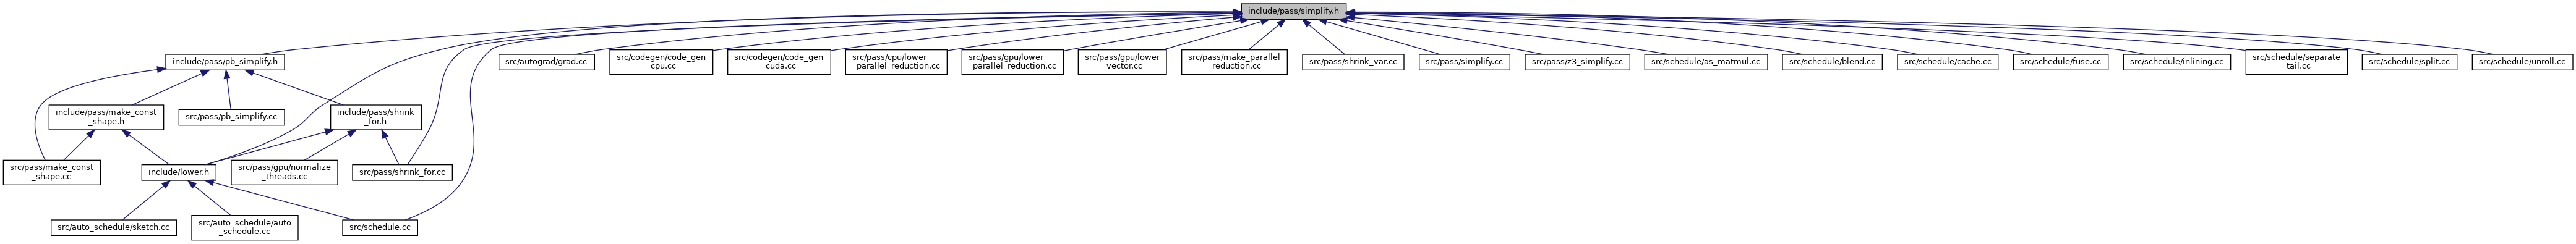 include/pass/simplify.h
include/pass/pb_simplify.h
src/autograd/grad.cc
src/codegen/code_gen
_cpu.cc
src/codegen/code_gen
_cuda.cc
src/pass/cpu/lower
_parallel_reduction.cc
src/pass/gpu/lower
_parallel_reduction.cc
src/pass/gpu/lower
_vector.cc
src/pass/make_parallel
_reduction.cc
src/pass/shrink_var.cc
src/pass/simplify.cc
src/pass/z3_simplify.cc
src/schedule/as_matmul.cc
src/schedule/blend.cc
src/schedule/cache.cc
src/schedule/fuse.cc
src/schedule/inlining.cc
src/schedule/separate
_tail.cc
src/schedule/split.cc
src/schedule/unroll.cc
include/pass/make_const
_shape.h
src/pass/pb_simplify.cc
include/pass/shrink
_for.h
src/pass/make_const
_shape.cc
include/lower.h
src/pass/gpu/normalize
_threads.cc
src/pass/shrink_for.cc
src/auto_schedule/sketch.cc
src/auto_schedule/auto
_schedule.cc
src/schedule.cc